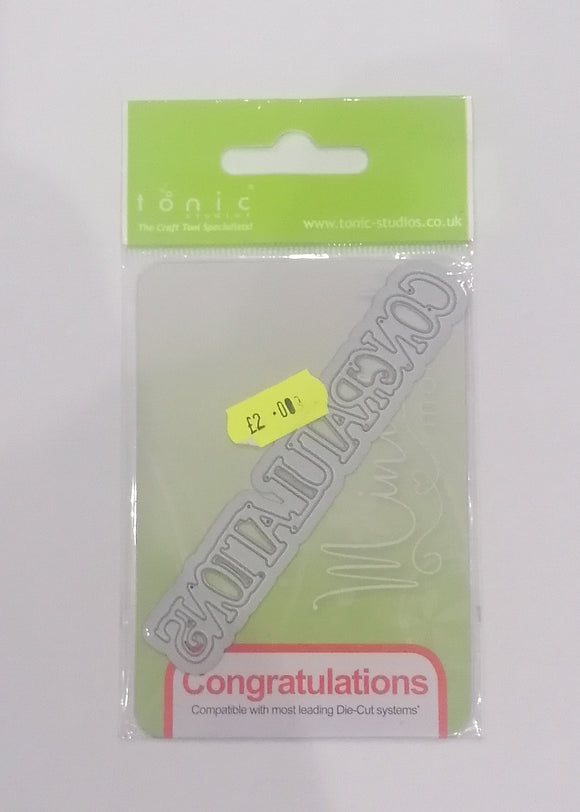 tonic
STUDIOS
The Craft Tool Specialists!
www.tonic-studios.co.uk
CONGRATULATIONS
£2.00
Congratulations
Compatible with most leading Die-Cut systems*